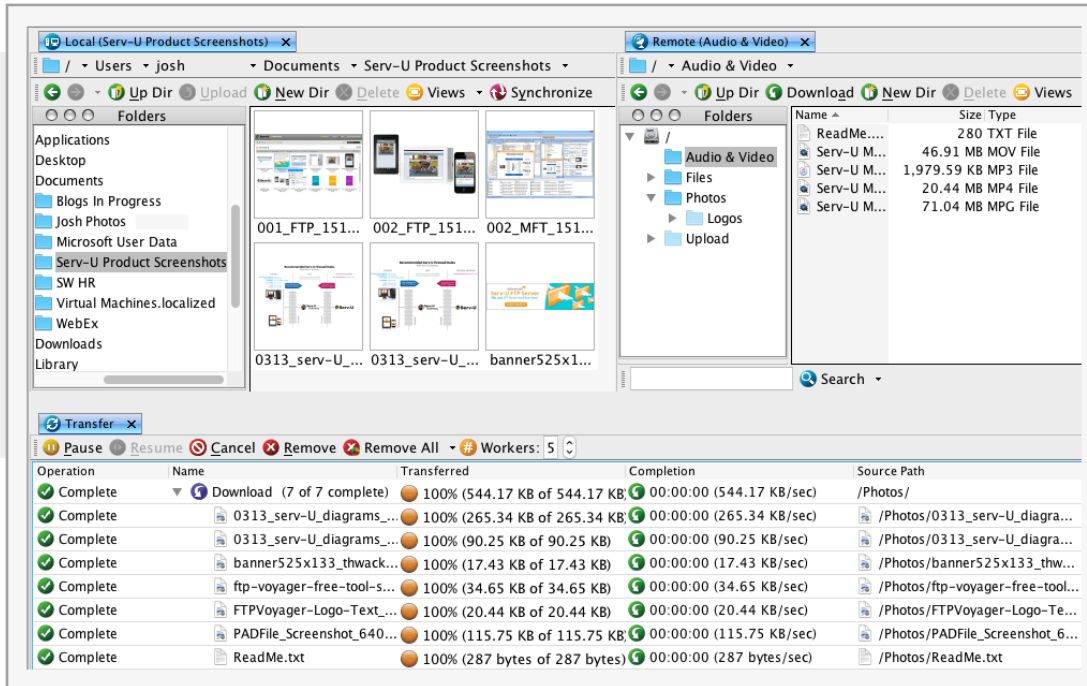 Local (Serv-U Product Screenshots) X
/ Users josh Documents Serv-U Product Screenshots
Up Dir Upload New Dir Delete Views Synchronize
Folders
Applications
Desktop
Documents
Blogs In Progress
Josh Photos
Microsoft User Data
Serv-U Product Screenshots
SW HR
Virtual Machines.localized
WebEx
Downloads
Library
001_FTP_151... 002_FTP_151... 002_MFT_151...
0313_serv-U_... 0313_serv-U_... banner525x1...
Remote (Audio & Video) X
/ Audio & Video
Up Dir Download New Dir Delete Views
Folders
/
Audio & Video
Files
Photos
Logos
Upload
Name Size Type
ReadMe.... 280 TXT File
Serv-U M... 46.91 MB MOV File
Serv-U M... 1,979.59 KB MP3 File
Serv-U M... 20.44 MB MP4 File
Serv-U M... 71.04 MB MPG File
Search
Transfer X
Pause Resume Cancel Remove Remove All # Workers: 5
Operation Name Transferred Completion Source Path
Complete Download (7 of 7 complete) 100% (544.17 KB of 544.17 KB) 00:00:00 (544.17 KB/sec) /Photos/
Complete 0313_serv-U_diagrams_... 100% (265.34 KB of 265.34 KB) 00:00:00 (265.34 KB/sec) /Photos/0313_serv-U_diagra...
Complete 0313_serv-U_diagrams_... 100% (90.25 KB of 90.25 KB) 00:00:00 (90.25 KB/sec) /Photos/0313_serv-U_diagra...
Complete banner525x133_thwack... 100% (17.43 KB of 17.43 KB) 00:00:00 (17.43 KB/sec) /Photos/banner525x133_thw...
Complete ftp-voyager-free-tool-s... 100% (34.65 KB of 34.65 KB) 00:00:00 (34.65 KB/sec) /Photos/ftp-voyager-free-tool...
Complete FTPVoyager-Logo-Text_... 100% (20.44 KB of 20.44 KB) 00:00:00 (20.44 KB/sec) /Photos/FTPVoyager-Logo-Te...
Complete PADFile_Screenshot_640... 100% (115.75 KB of 115.75 KB) 00:00:00 (115.75 KB/sec) /Photos/PADFile_Screenshot_6...
Complete ReadMe.txt 100% (287 bytes of 287 bytes) 00:00:00 (287 bytes/sec) /Photos/ReadMe.txt